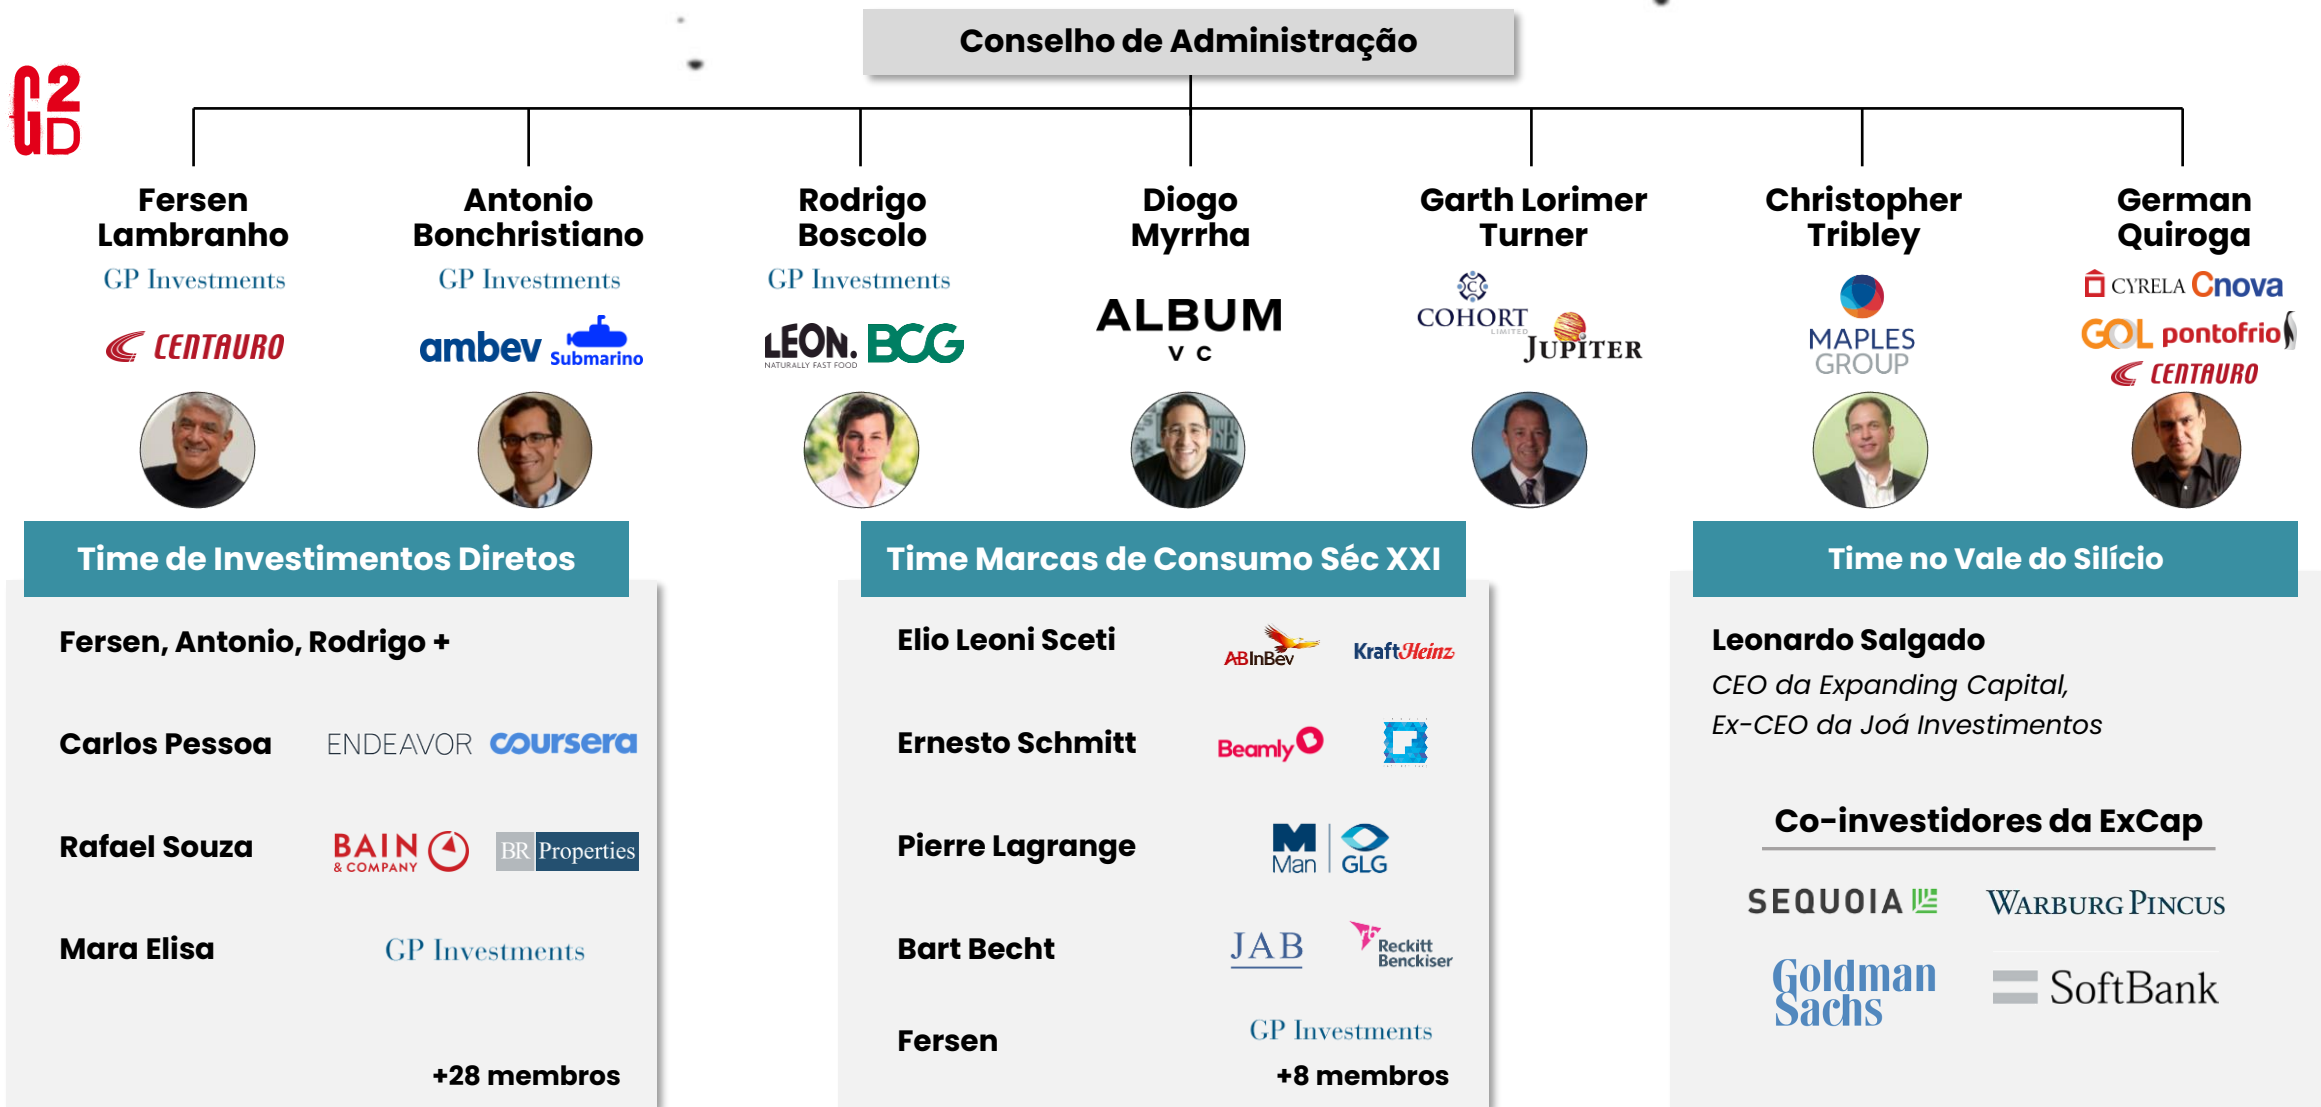 Conselho de Administração
G2D
Fersen
Lambranho
GP Investments
CENTAURO
Antonio
Bonchristiano
GP Investments
ambev Submarino
Rodrigo
Boscolo
GP Investments
LEON. BCG
NATURALLY FAST FOOD
Diogo
Myrrha
ALBUM
VC
Garth Lorimer
Turner
COHORT
LIMITED
JUPITER
Christopher
Tribley
MAPLES
GROUP
German
Quiroga
CYRELA Cnova
GOL pontofrio
CENTAURO
Time de Investimentos Diretos
Fersen, Antonio, Rodrigo +
Carlos Pessoa ENDEAVOR coursera
Rafael Souza BAIN & COMPANY BR Properties
Mara Elisa GP Investments
+28 membros
Time Marcas de Consumo Séc XXI
Elio Leoni Sceti ABInBev KraftHeinz
Ernesto Schmitt Beamly
Pierre Lagrange Man GLG
Bart Becht JAB rb Reckitt Benckiser
Fersen GP Investments
+8 membros
Time no Vale do Silício
Leonardo Salgado
CEO da Expanding Capital,
Ex-CEO da Joá Investimentos
Co-investidores da ExCap
SEQUOIA WARBURG PINCUS
Goldman
Sachs
SoftBank